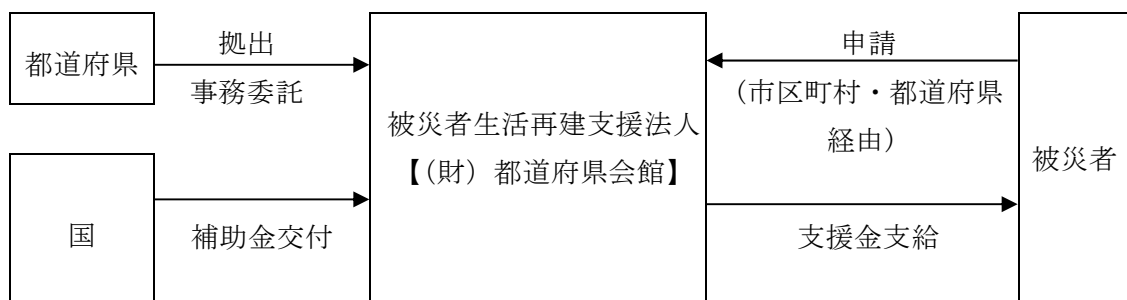 都道府県
拠出
事務委託
国
補助金交付
被災者生活再建支援法人
【(財) 都道府県会館】
申請
(市区町村・都道府県
経由)
支援金支給
被災者